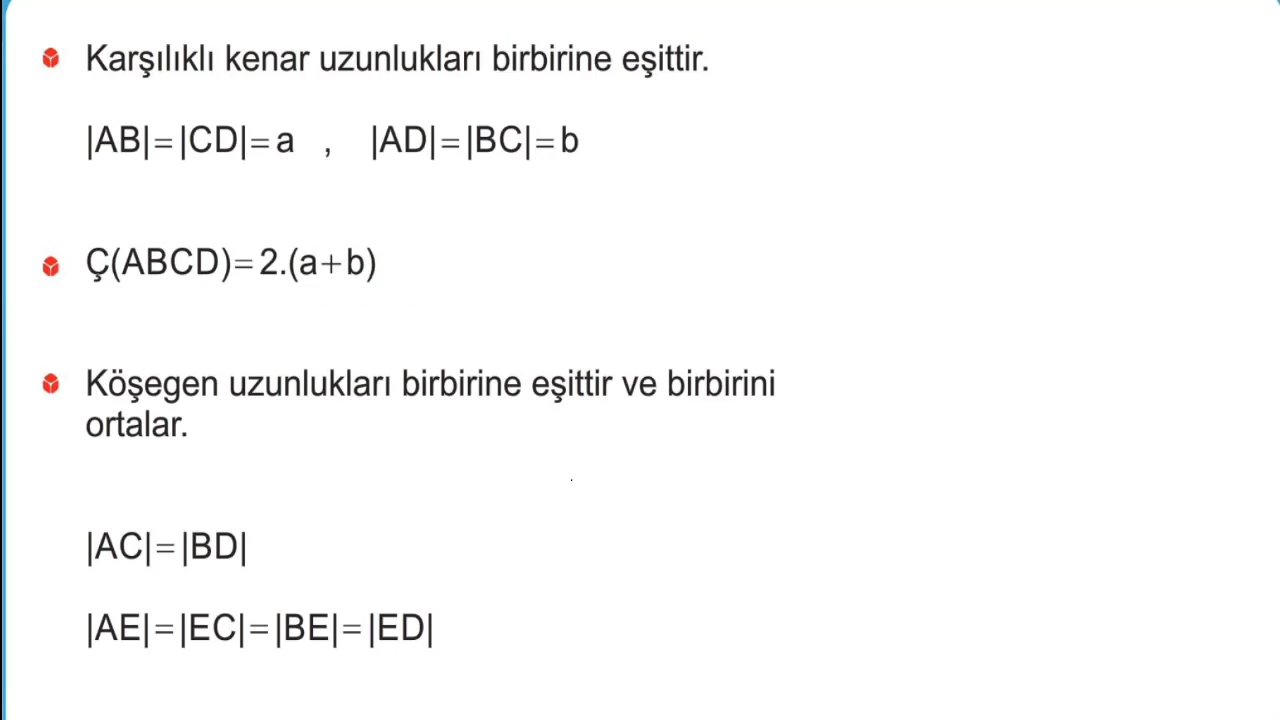 Karşılıklı kenar uzunlukları birbirine eşittir.
|AB|=|CD|=a , |AD|=|BC|=b
Ç(ABCD)=2.(a+b)
Köşegen uzunlukları birbirine eşittir ve birbirini
ortalar.
|AC|=|BD|
|AE|=|EC|=|BE|=|ED|